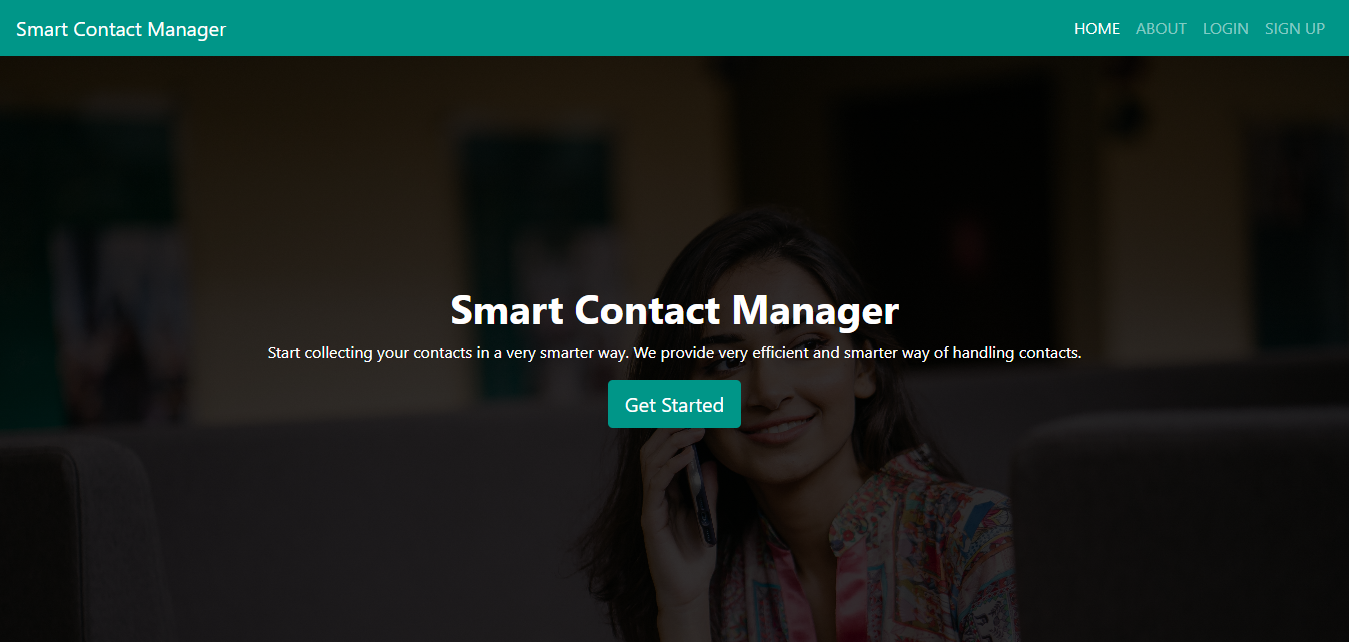 Smart Contact Manager
HOME ABOUT LOGIN SIGN UP
Smart Contact Manager
Start collecting your contacts in a very smarter way. We provide very efficient and smarter way of handling contacts.
Get Started